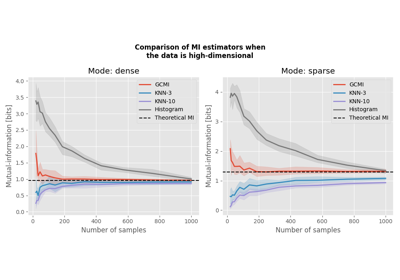 Comparison of MI estimators when
the data is high-dimensional
Mode: dense
Mutual-information [bits]
4.0
3.5
3.0
2.5
2.0
1.5
1.0
0.5
0.0
GCMI
KNN-3
KNN-10
Histogram
Theoretical MI
0
200
400
600
800
1000
Number of samples
Mode: sparse
Mutual-information [bits]
4
3
2
1
0
GCMI
KNN-3
KNN-10
Histogram
Theoretical MI
0
200
400
600
800
1000
Number of samples